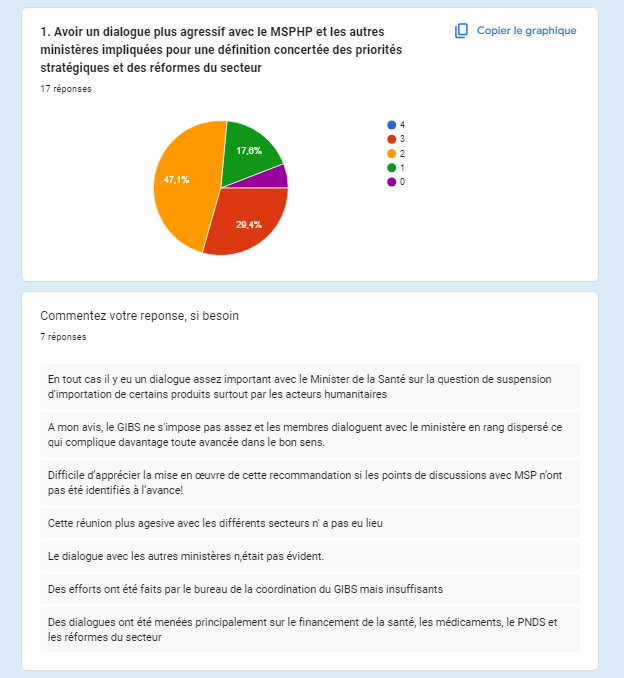 1. Avoir un dialogue plus agressif avec le MSPHP et les autres
ministères impliquées pour une définition concertée des priorités
stratégiques et des réformes du secteur
Copier le graphique
17 réponses
47,1%
17,6%
29,4%
4
3
2
1
0
Commentez votre reponse, si besoin
7 réponses
En tout cas il y eu un dialogue assez important avec le Minister de la Santé sur la question de suspension
d'importation de certains produits surtout par les acteurs humanitaires
A mon avis, le GIBS ne s'impose pas assez et les membres dialoguent avec le ministère en rang dispersé ce
qui complique davantage toute avancée dans le bon sens.
Difficile d'apprécier la mise en œuvre de cette recommandation si les points de discussions avec MSP n'ont
pas été identifiés à l'avance!
Cette réunion plus agesive avec les différents secteurs n' a pas eu lieu
Le dialogue avec les autres ministères n,était pas évident.
Des efforts ont été faits par le bureau de la coordination du GIBS mais insuffisants
Des dialogues ont été menées principalement sur le financement de la santé, les médicaments, le PNDS et
les réformes du secteur